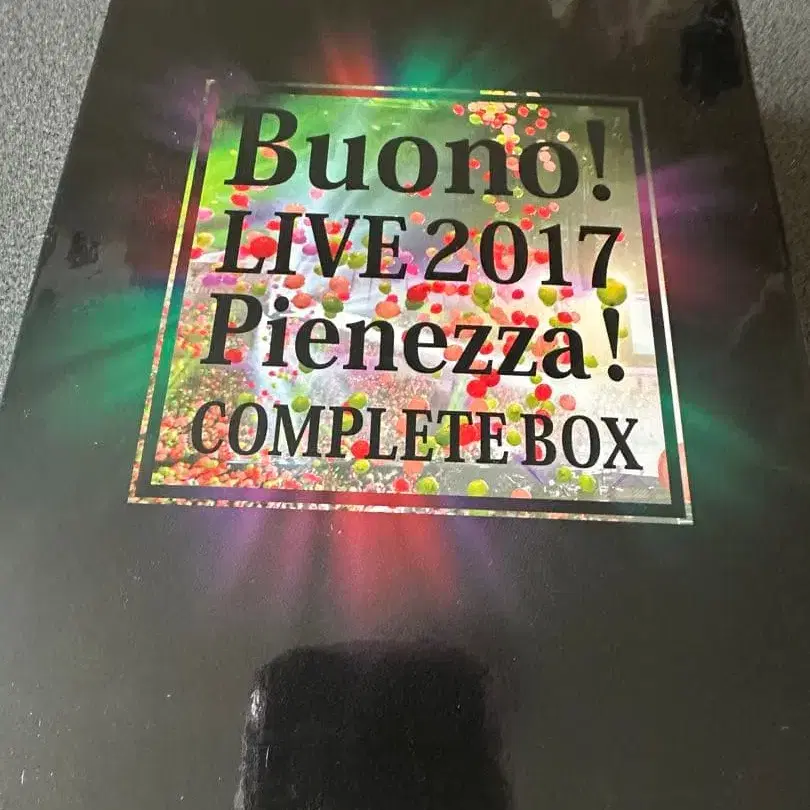 Buono!
LIVE 2017
Pienezza!
COMPLETE BOX